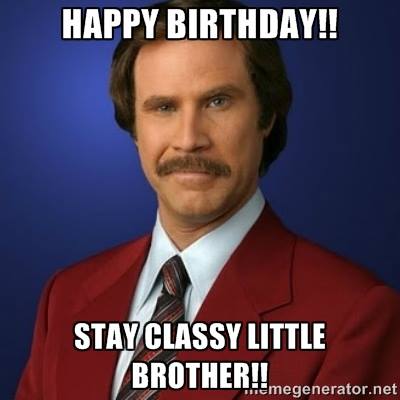 HAPPY BIRTHDAY!!
STAY CLASSY LITTLE
BROTHER!!
memegenerator.net